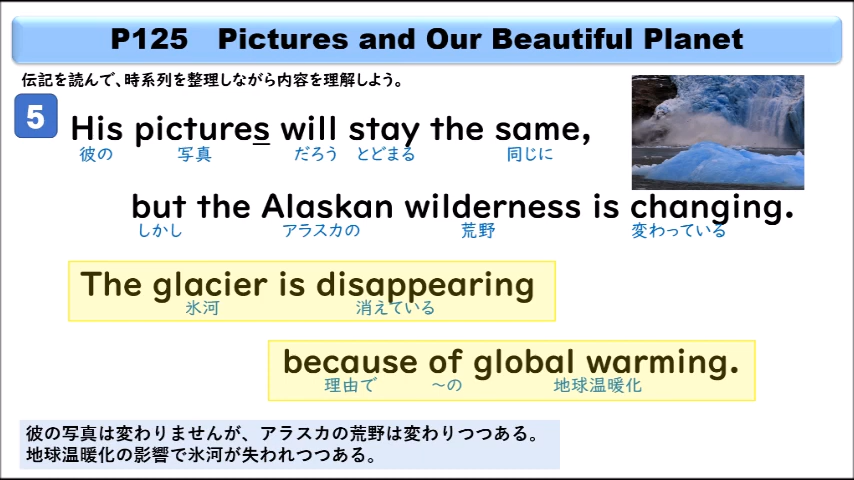 P125 Pictures and Our Beautiful Planet
伝記を読んで、時系列を整理しながら内容を理解しよう。
5
His pictures will stay the same,
彼の 写真 だろう とどまる 同じに
but the Alaskan wilderness is changing.
しかし アラスカの 荒野 変わっている
The glacier is disappearing
氷河 消えている
because of global warming.
理由で ～の 地球温暖化
彼の写真は変わりませんが、アラスカの荒野は変わりつつある。
地球温暖化の影響で氷河が失われつつある。